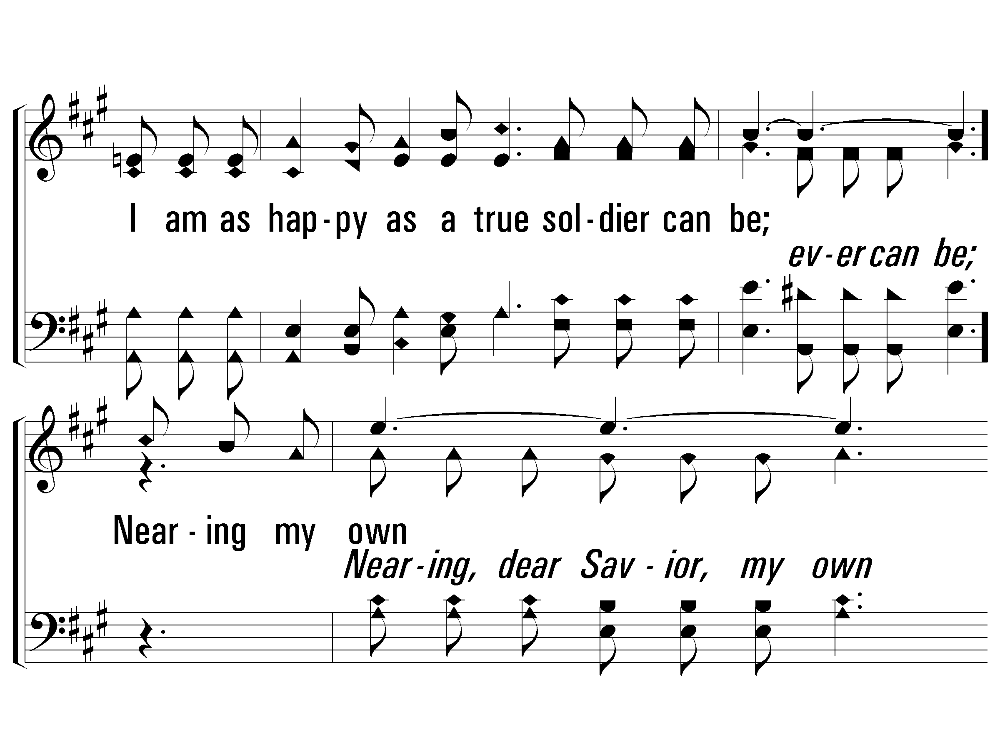 I am as hap-py as a true sol-dier can be;
ev-er can be;
Near-ing my own
Near-ing, dear Sav-ior, my own